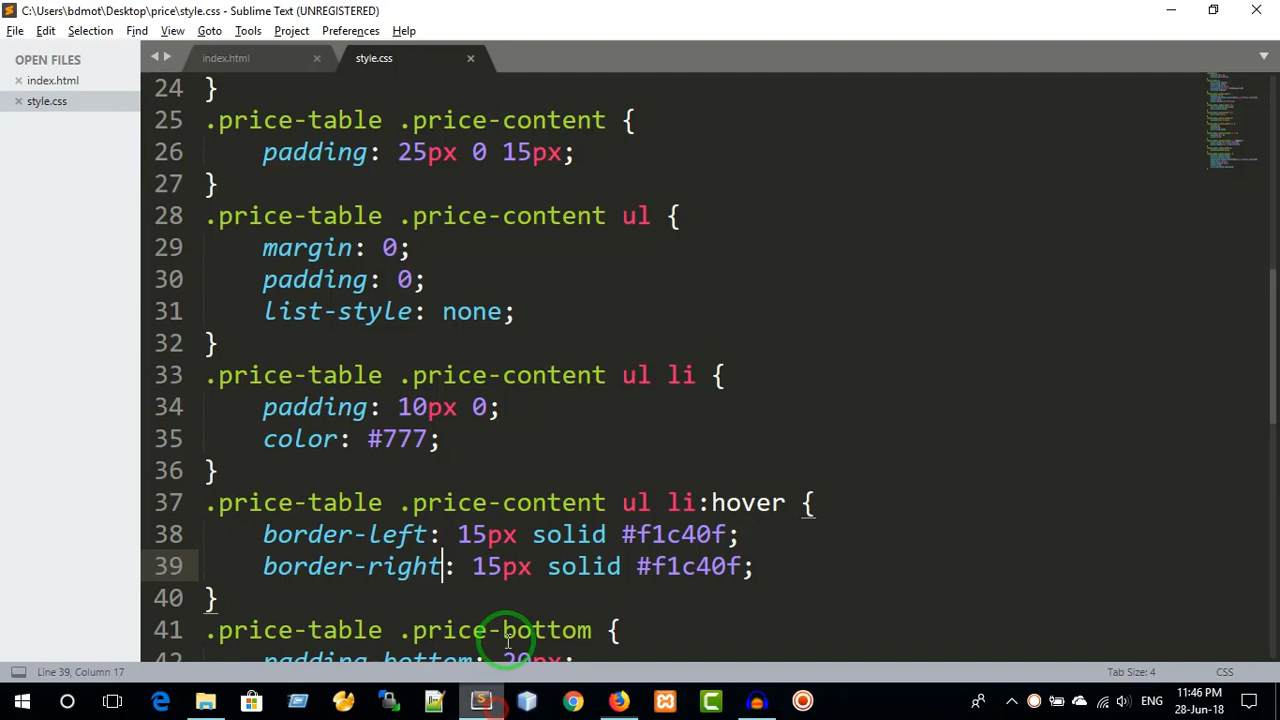 C:\Users\bdmot\Desktop\price\style.css - Sublime Text (UNREGISTERED)
File Edit Selection Find View Goto Tools Project Preferences Help
OPEN FILES
index.html
style.css
index.html
style.css
24 }
25 .price-table .price-content {
26 padding: 25px 0 15px;
27 }
28 .price-table .price-content ul {
29 margin: 0;
30 padding: 0;
31 list-style: none;
32 }
33 .price-table .price-content ul li {
34 padding: 10px 0;
35 color: #777;
36 }
37 .price-table .price-content ul li:hover {
38 border-left: 15px solid #f1c40f;
39 border-right: 15px solid #f1c40f;
40 }
41 .price-table .price-bottom {
42 padding-bottom: 20px;
Line 39, Column 17
Tab Size: 4
CSS
ENG
11:46 PM
28-Jun-18